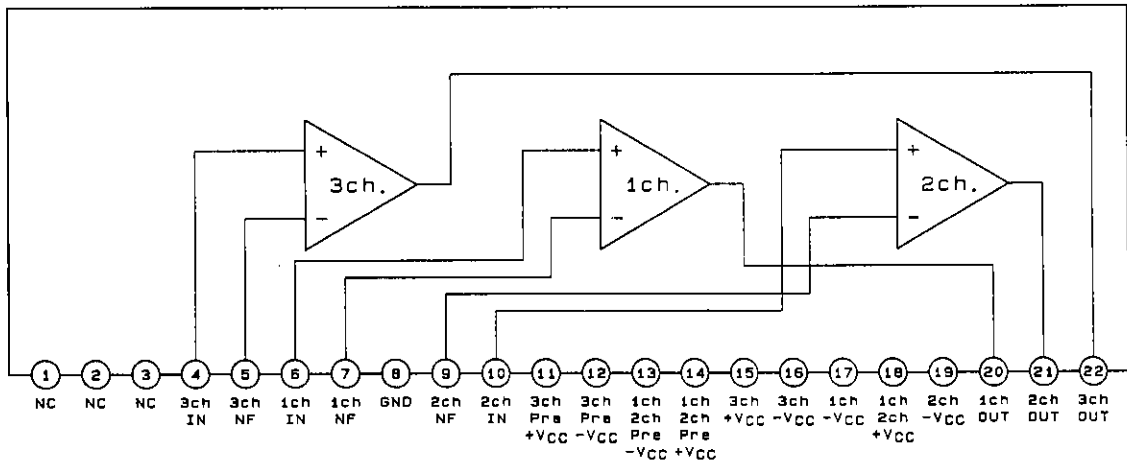 +
3ch.
−
+
1ch.
−
+
2ch.
−
1 2 3 4 5 6 7 8 9 10 11 12 13 14 15 16 17 18 19 20 21 22
NC NC NC 3ch 3ch 1ch 1ch GND 2ch 2ch 3ch 3ch 1ch 1ch 3ch 3ch 1ch 1ch 2ch 1ch 2ch 3ch
IN NF IN NF NF IN Pre Pre 2ch 2ch +VCC -VCC -VCC 2ch -VCC OUT OUT OUT
+VCC -VCC Pre Pre +VCC
-VCC +VCC